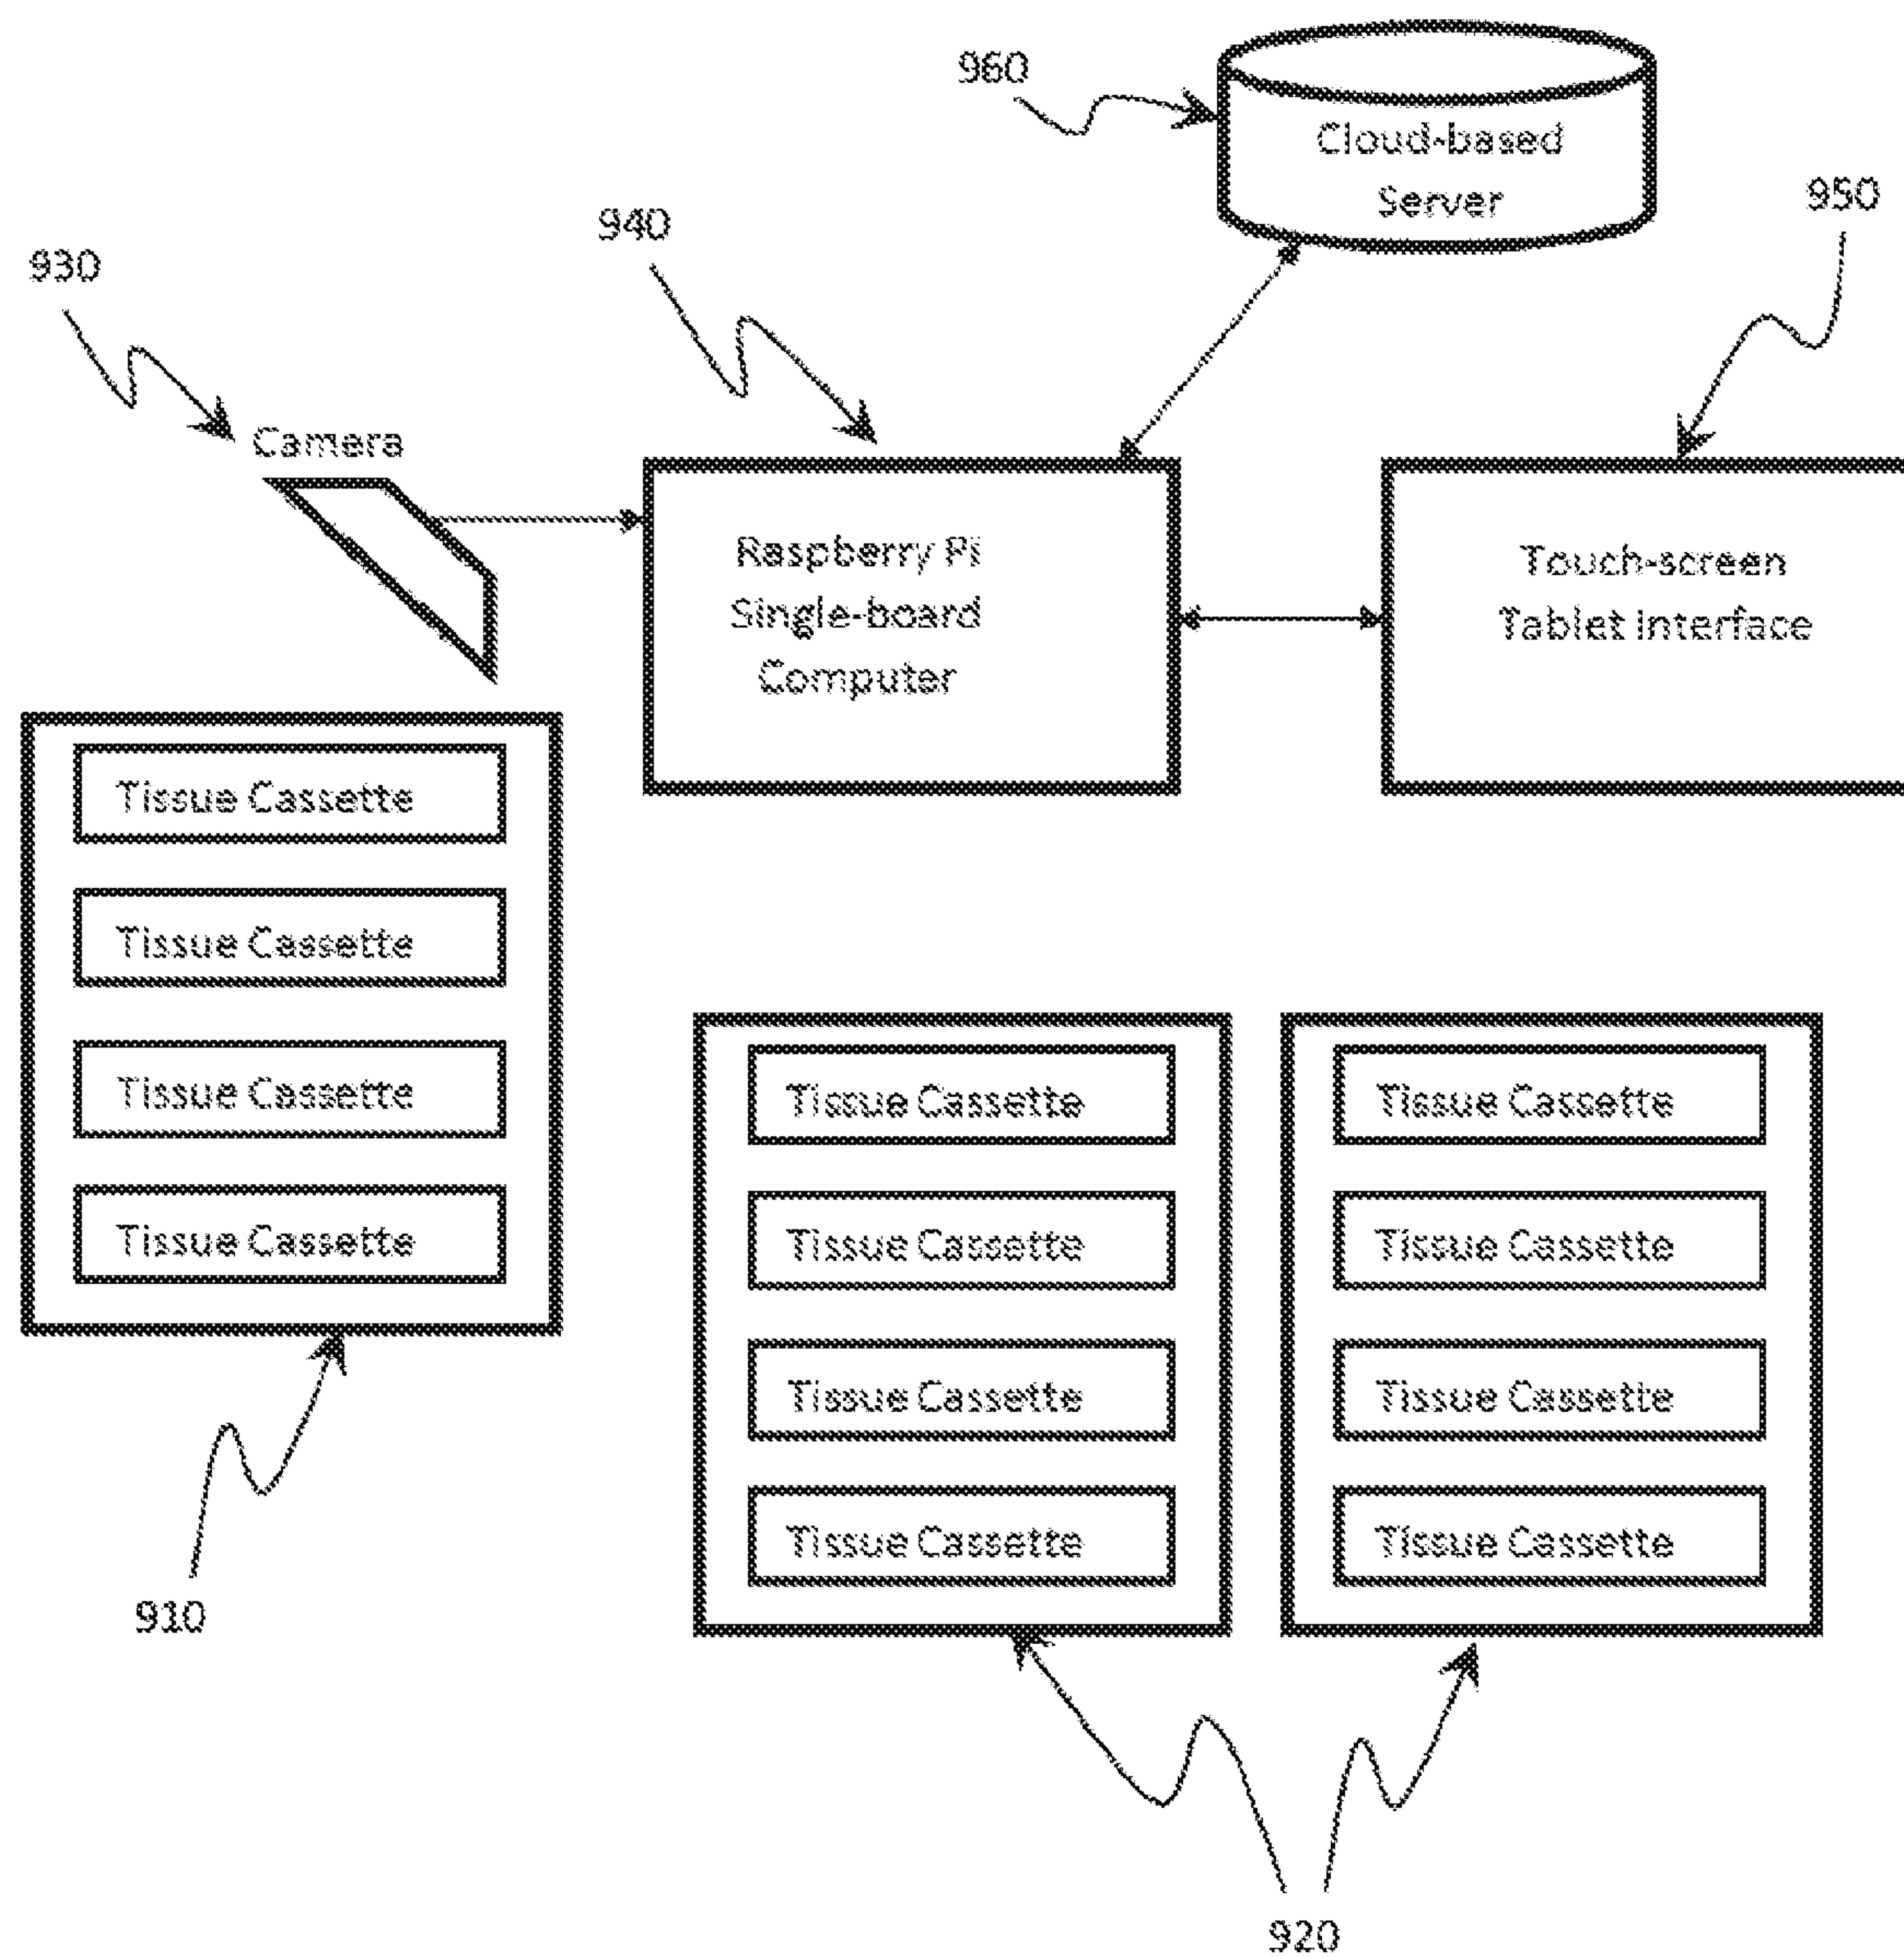 960
Cloud-based
Server
950
940
930
Camera
Raspberry Pi
Single-board
Computer
Touch-screen
Tablet Interface
Tissue Cassette
Tissue Cassette
Tissue Cassette
Tissue Cassette
910
Tissue Cassette
Tissue Cassette
Tissue Cassette
Tissue Cassette
Tissue Cassette
Tissue Cassette
Tissue Cassette
Tissue Cassette
920